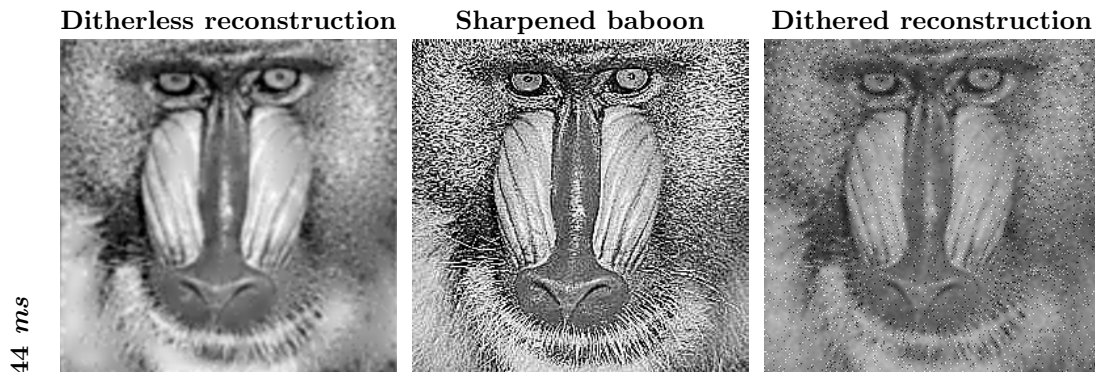 Ditherless reconstruction
Sharpened baboon
Dithered reconstruction
44 ms